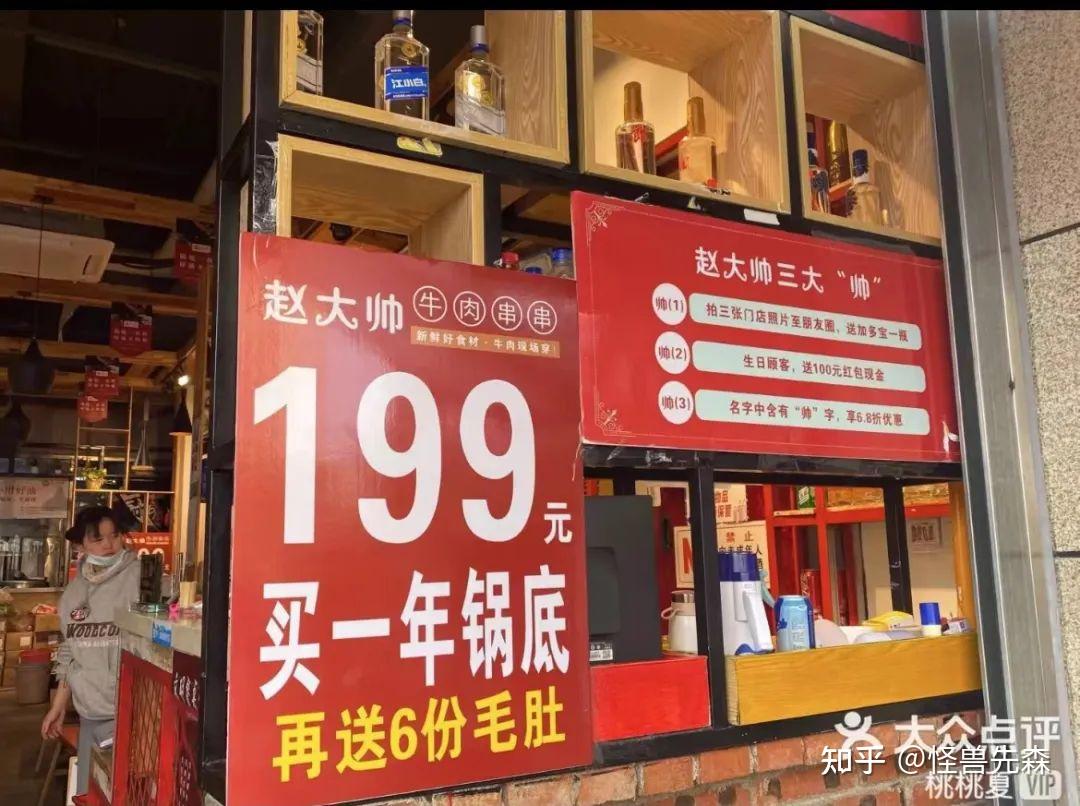 江小白
赵大帅 牛肉串串
新鲜好食材·牛肉现场穿!
199元
买一年锅底
再送6份毛肚
赵大帅三大“帅”
帅(1) 拍三张门店照片至朋友圈，送加多宝一瓶
帅(2) 生日顾客，送100元红包现金
帅(3) 名字中含有“帅”字，享6.8折优惠
禁止
大众点评
知乎 @怪兽先森
桃桃夏 VIP